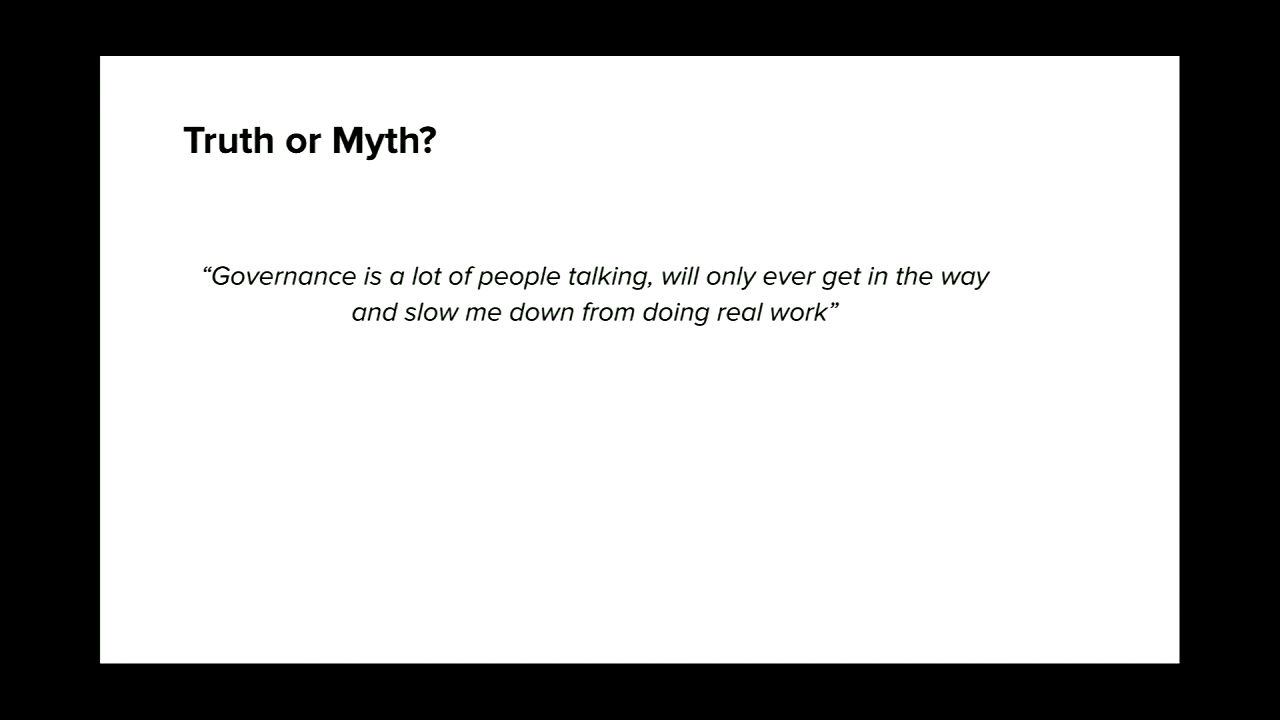 Truth or Myth?
“Governance is a lot of people talking, will only ever get in the way
and slow me down from doing real work”